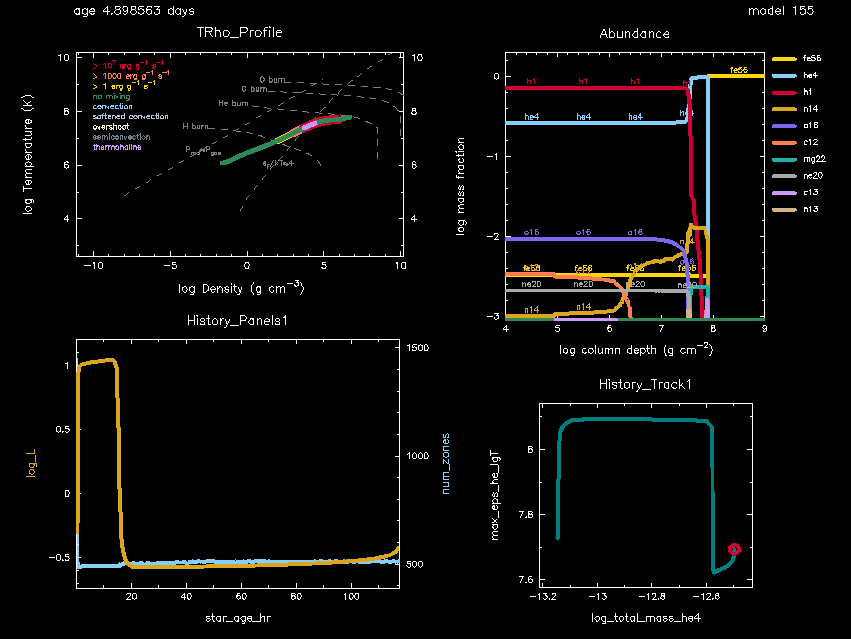 age 4.898563 days
model 155
TRho_Profile
log Temperature (K)
10
8
6
4
10
8
6
4
> 10⁷ erg g⁻¹ s⁻¹
> 1000 erg g⁻¹ s⁻¹
> 1 erg g⁻¹ s⁻¹
no mixing
convection
softened convection
overshoot
semiconvection
thermohaline
O burn
C burn
He burn
H burn
−10
−5
0
5
10
log Density (g cm⁻³)
Abundance
log mass fraction
0
−1
−2
−3
h1 h1 h1
he4 he4 he4
o16 o16 o16
fe56 fe56
ne20 ne20 ne20 ne20
n14 n14
fe56
4 5 6 7 8 9
log column depth (g cm⁻²)
fe56
he4
h1
n14
o16
c12
mg22
ne20
c13
n13
History_Panels1
log_L
1
0.5
0
−0.5
1500
1000
500
num_zones
20 40 60 80 100
star_age_hr
History_Track1
max_eps_he_lgT
8
7.8
7.6
−13.2 −13 −12.8 −12.6
log_total_mass_he4